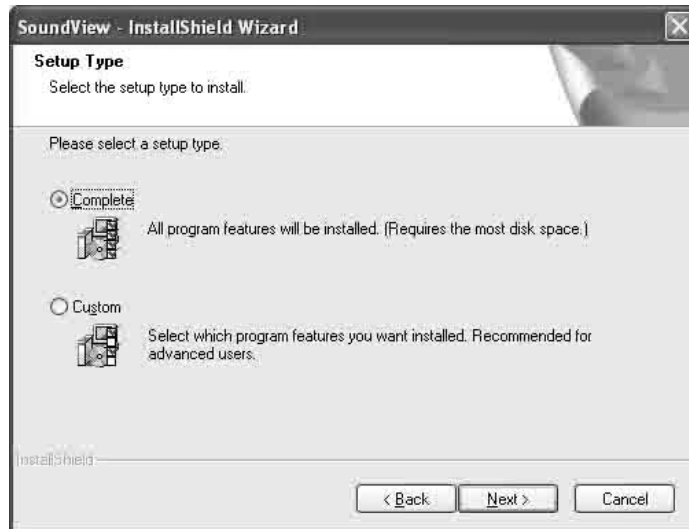 SoundView - InstallShield Wizard
Setup Type
Select the setup type to install.
Please select a setup type.
Complete
All program features will be installed. (Requires the most disk space.)
Custom
Select which program features you want installed. Recommended for
advanced users.
InstallShield
< Back
Next >
Cancel